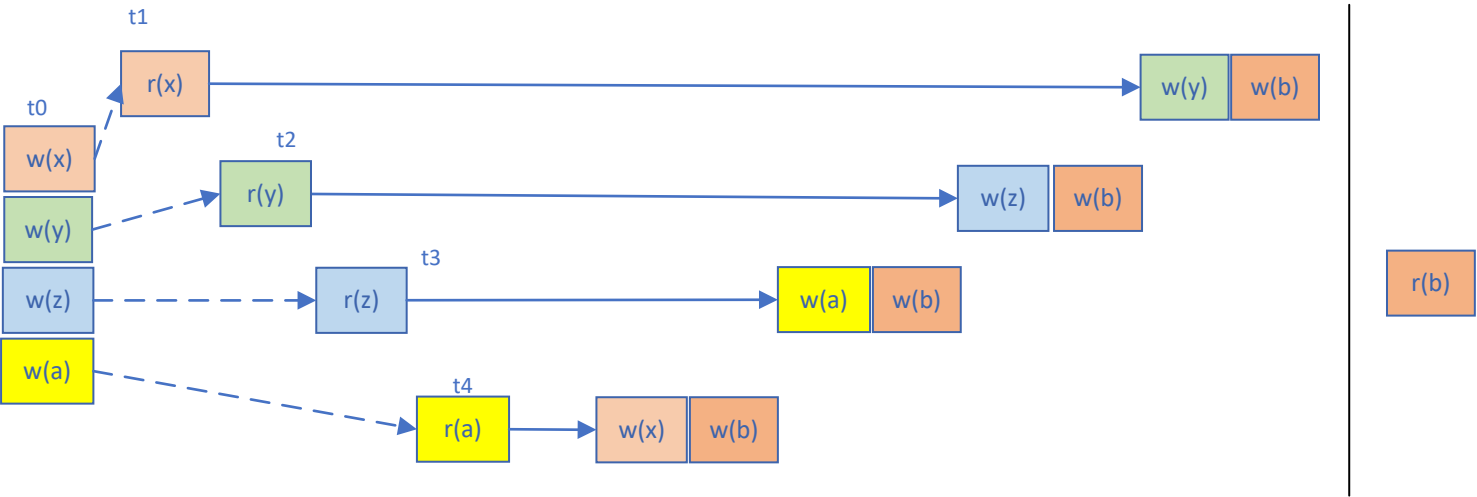 t1
r(x)
w(y) w(b)
t0
w(x)
t2
r(y)
w(z) w(b)
w(y)
t3
w(z)
r(z)
w(a) w(b)
r(b)
w(a)
t4
r(a)
w(x) w(b)